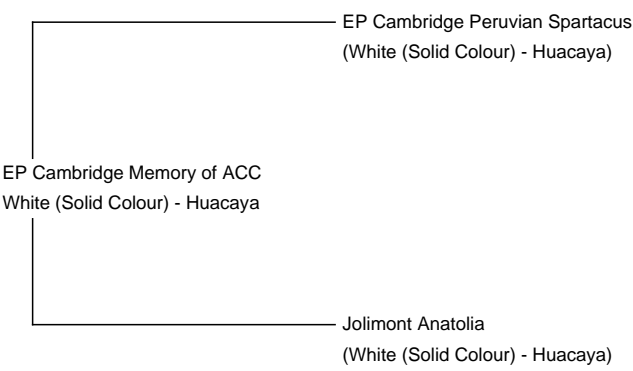 EP Cambridge Peruvian Spartacus
(White (Solid Colour) - Huacaya)
EP Cambridge Memory of ACC
White (Solid Colour) - Huacaya
Jolimont Anatolia
(White (Solid Colour) - Huacaya)